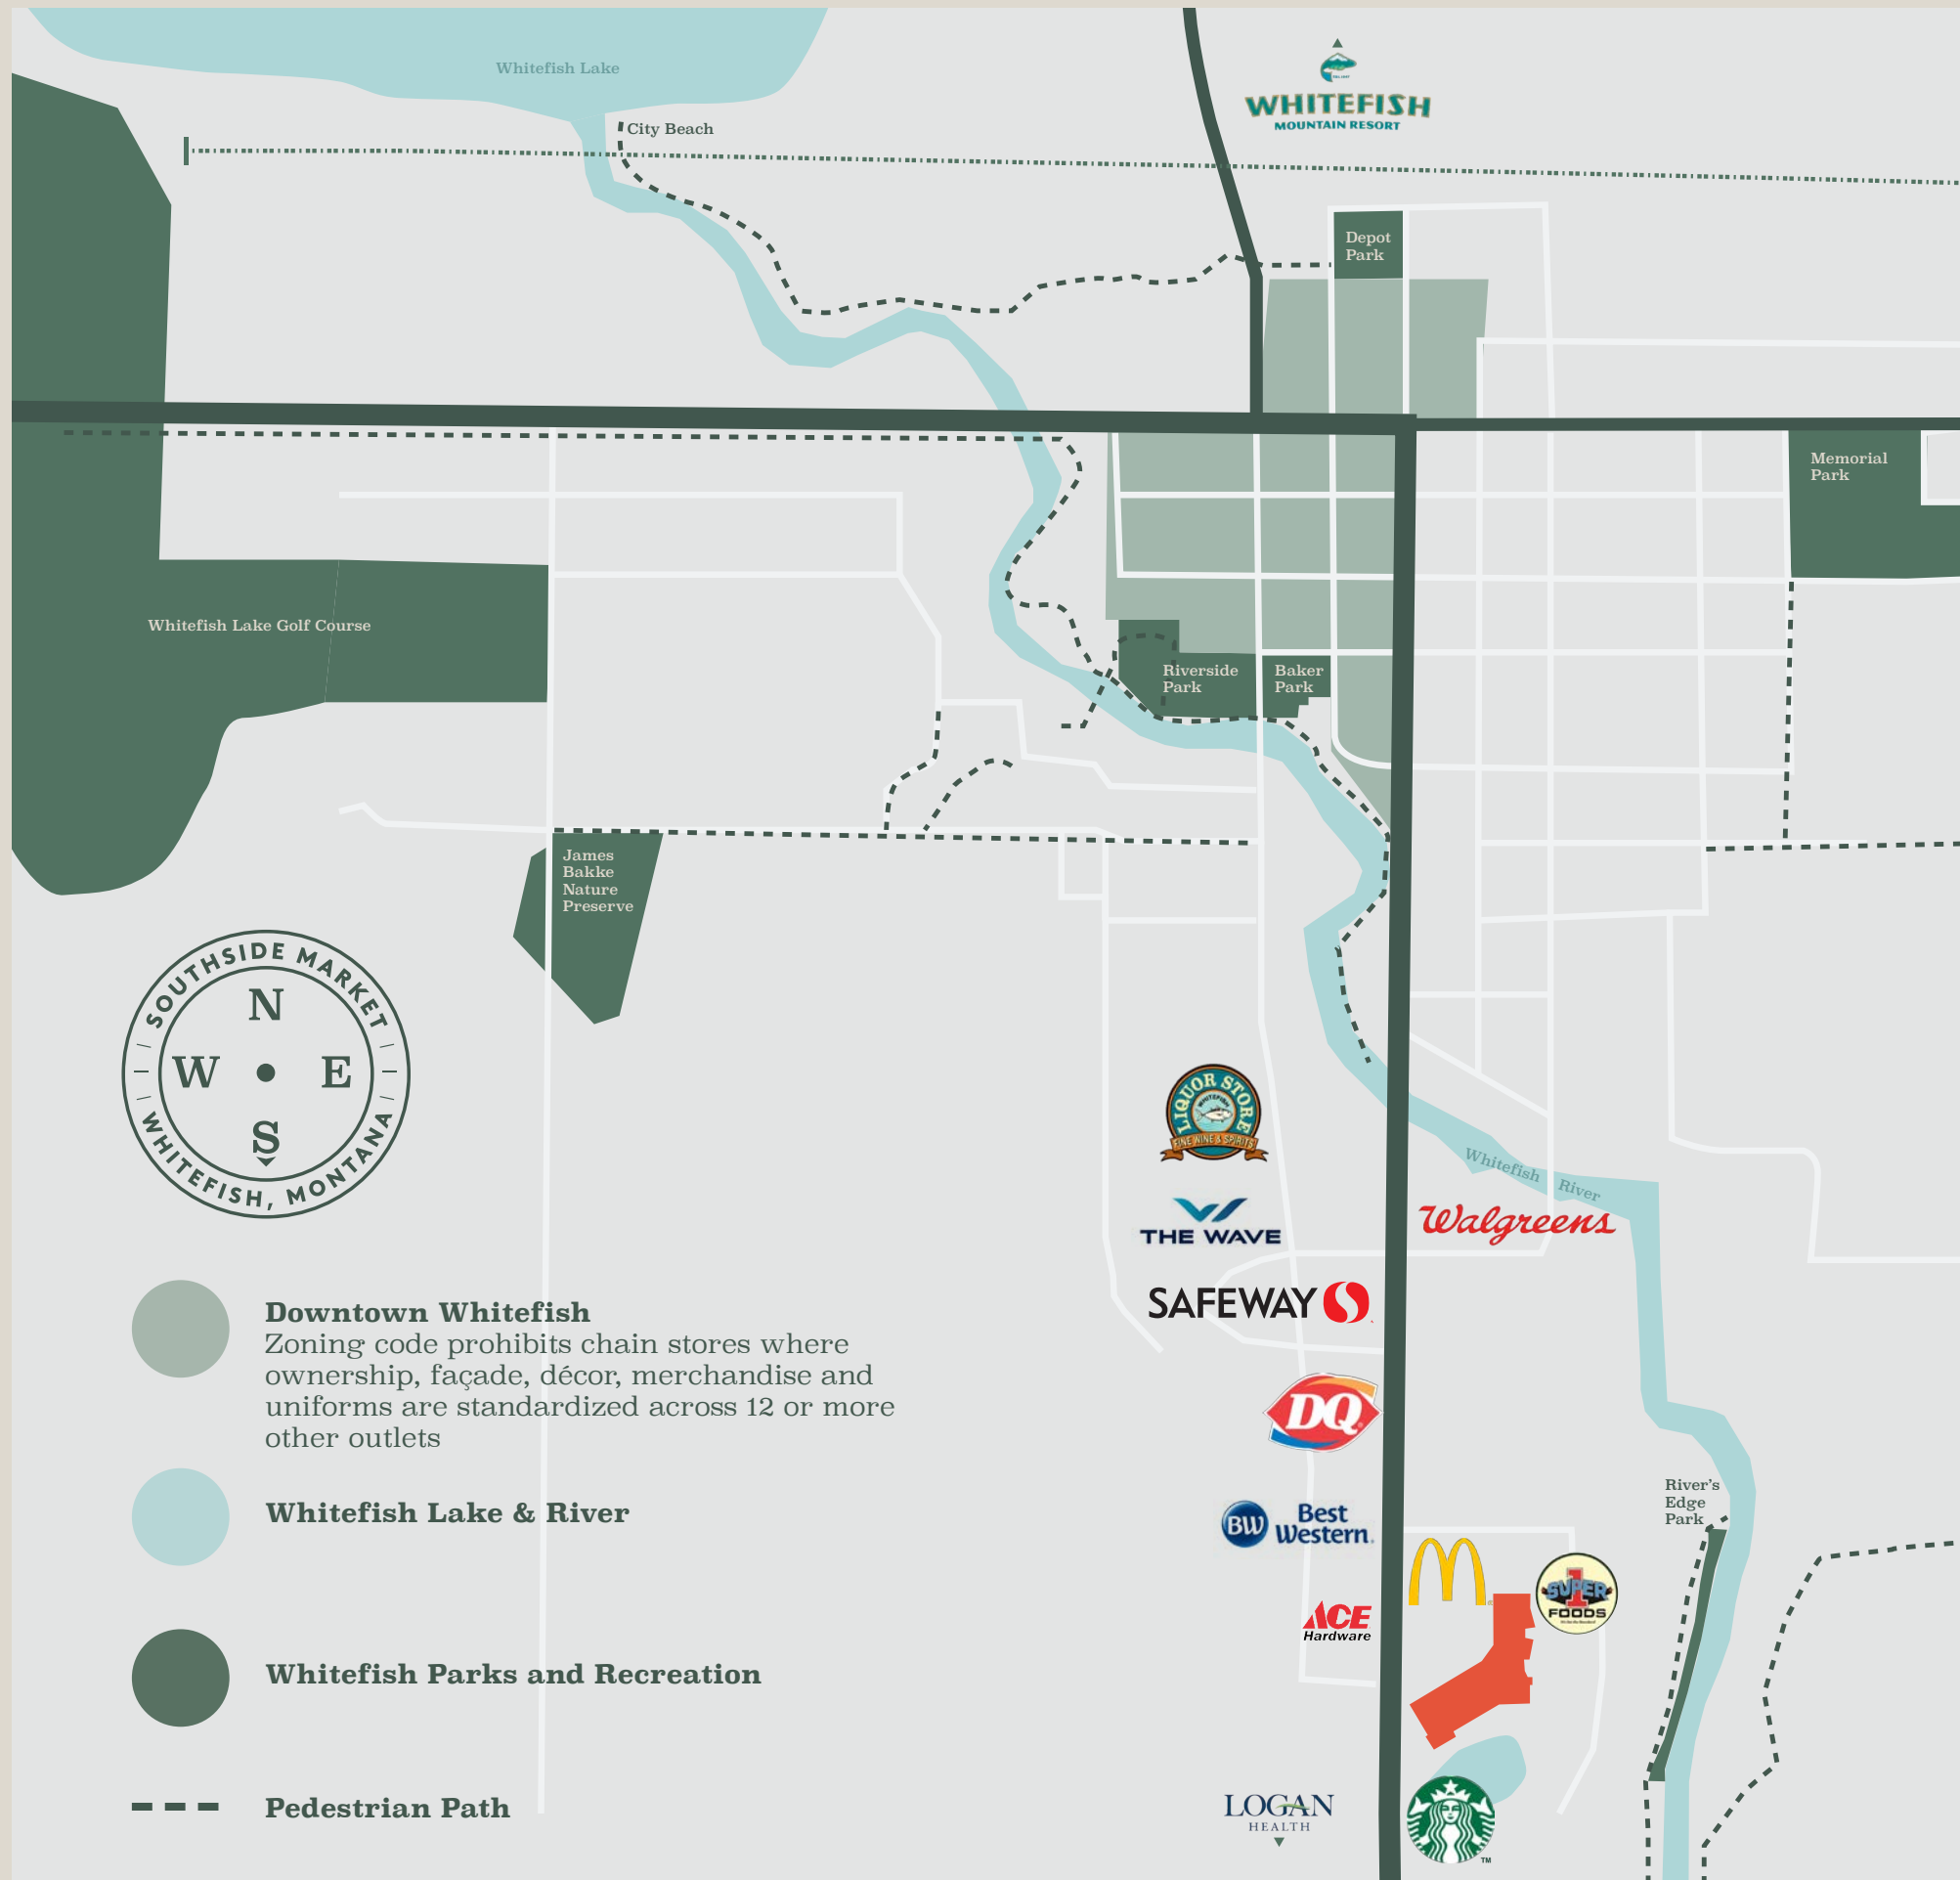 Whitefish Lake
City Beach
WHITEFISH
MOUNTAIN RESORT
Depot
Park
Memorial
Park
Whitefish Lake Golf Course
Riverside
Park
Baker
Park
James
Bakke
Nature
Preserve
SOUTHSIDE MARKET
N
W
E
S
WHITEFISH, MONTANA
LIQUOR STORE
WHITEFISH
FINE WINE & SPIRITS
THE WAVE
Whitefish River
Walgreens
SAFEWAY
DQ
BW Best
Western.
River's
Edge
Park
SUPER
1
FOODS
ACE
Hardware
LOGAN
HEALTH
TM
Downtown Whitefish
Zoning code prohibits chain stores where
ownership, façade, décor, merchandise and
uniforms are standardized across 12 or more
other outlets
Whitefish Lake & River
Whitefish Parks and Recreation
Pedestrian Path